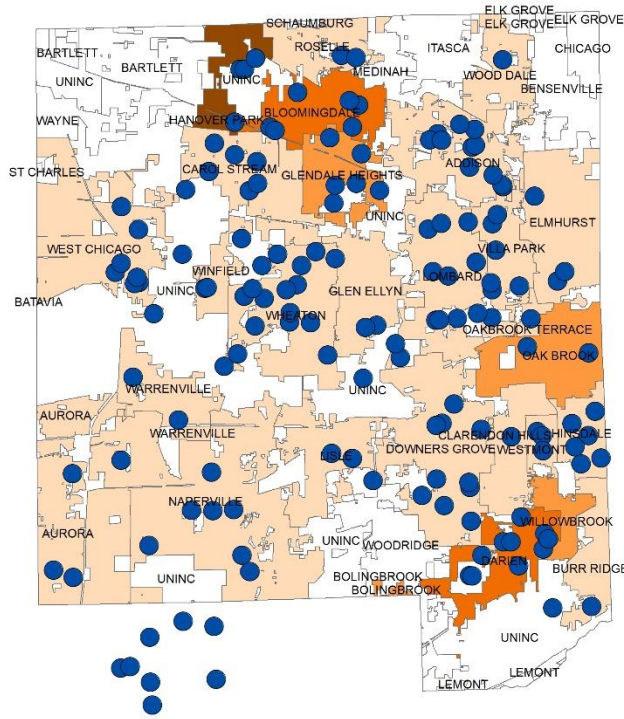 ELK GROVE
SCHAUMBURG
ELK GROVE
ELK GROVE
ROSELLE
BARTLETT
ITASCA
CHICAGO
BARTLETT
MEDINAH
UNINC
UNINC
WOOD DALE
BENSENVILLE
WAYNE
HANOVER PARK
BLOOMINGDALE
ADDISON
CAROL STREAM
ST CHARLES
GLENDALE HEIGHTS
UNINC
ELMHURST
WEST CHICAGO
VILLA PARK
WINFIELD
LOMBARD
UNINC
GLEN ELLYN
BATAVIA
WHEATON
OAKBROOK TERRACE
OAK BROOK
WARRENVILLE
UNINC
AURORA
WARRENVILLE
CLARENDON HILLS
HINSDALE
DOWNERS GROVE
WESTMONT
LISLE
NAPERVILLE
WILLOWBROOK
AURORA
UNINC
WOODRIDGE
DARIEN
BURR RIDGE
UNINC
BOLINGBROOK
BOLINGBROOK
UNINC
LEMONT
LEMONT